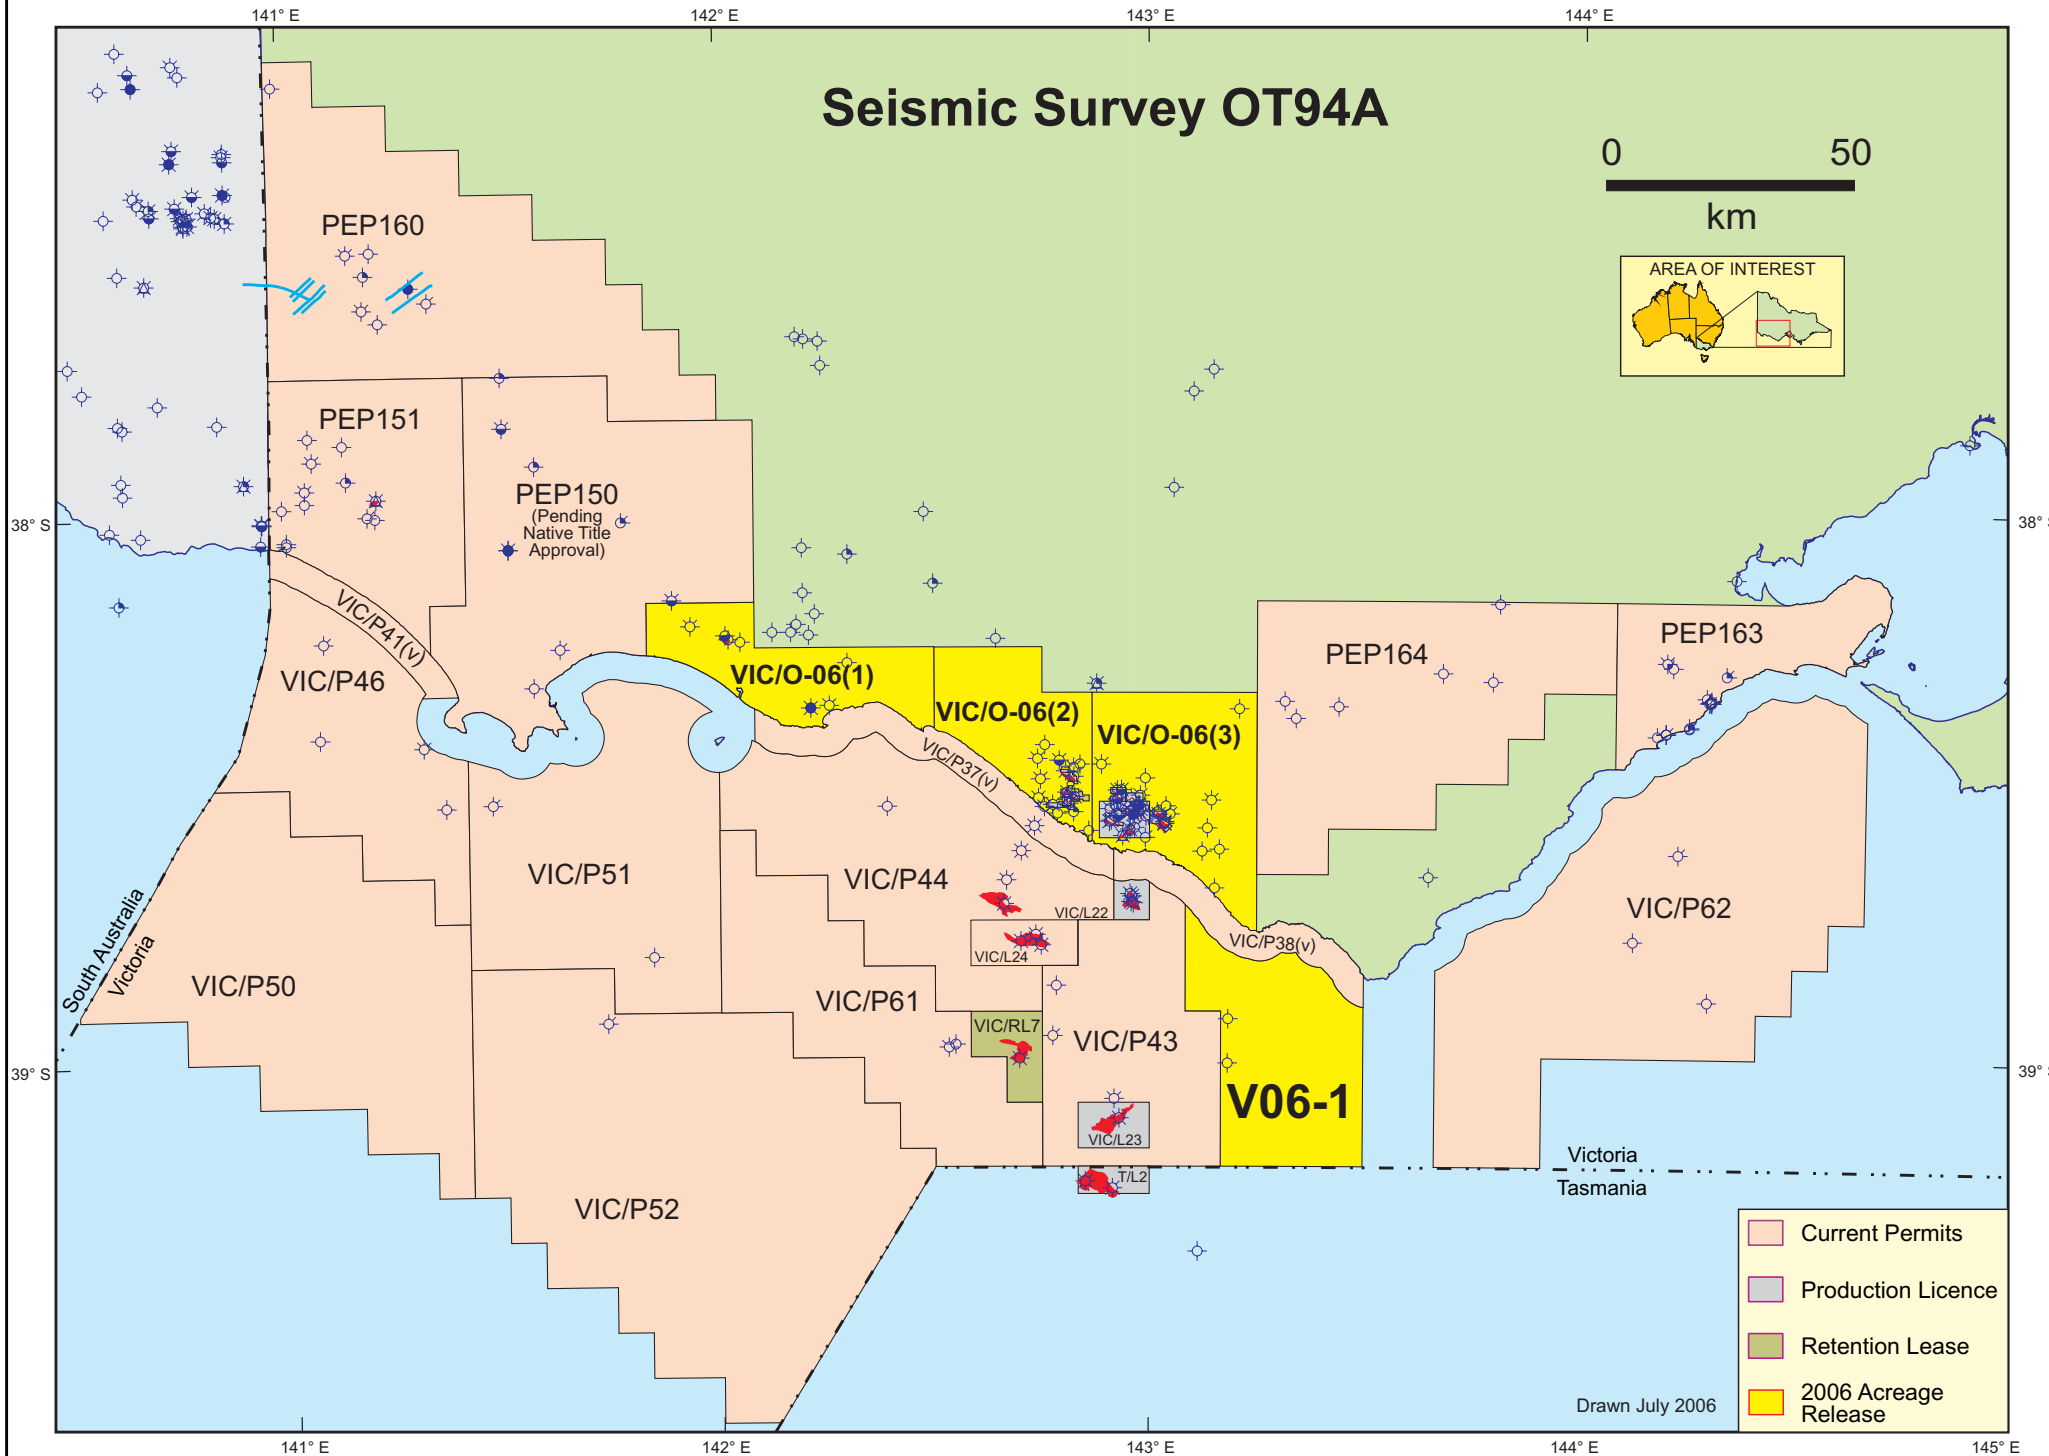 141° E
142° E
143° E
144° E
Seismic Survey OT94A
0
50
km
AREA OF INTEREST
PEP160
PEP151
PEP150
(Pending
Native Title
Approval)
38° S
38° S
VIC/P41(v)
VIC/P46
VIC/O-06(1)
VIC/O-06(2)
VIC/O-06(3)
PEP164
PEP163
VIC/P37(v)
VIC/P51
VIC/P44
VIC/L22
VIC/P62
VIC/P38(v)
VIC/L24
South Australia
Victoria
VIC/P50
VIC/P61
VIC/RL7
VIC/P43
39° S
39° S
V06-1
VIC/L23
T/L2
Victoria
Tasmania
VIC/P52
Current Permits
Production Licence
Retention Lease
2006 Acreage
Release
Drawn July 2006
141° E
142° E
143° E
144° E
145° E